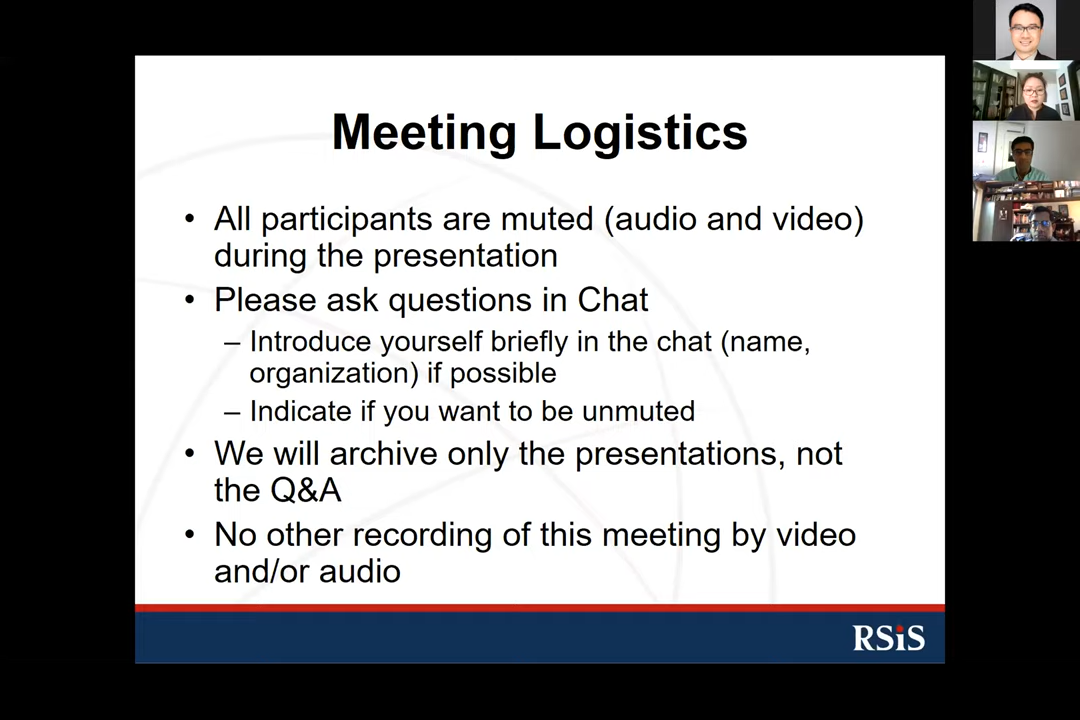 Meeting Logistics
• All participants are muted (audio and video)
during the presentation
• Please ask questions in Chat
– Introduce yourself briefly in the chat (name,
organization) if possible
– Indicate if you want to be unmuted
• We will archive only the presentations, not
the Q&A
• No other recording of this meeting by video
and/or audio
RSiS